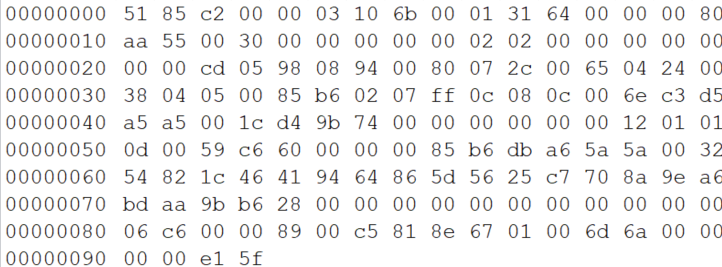 00000000 51 85 c2 00 00 03 10 6b 00 01 31 64 00 00 00 80
00000010 aa 55 00 30 00 00 00 00 00 02 02 00 00 00 00 00
00000020 00 00 cd 05 98 08 94 00 80 07 2c 00 65 04 24 00
00000030 38 04 05 00 85 b6 02 07 ff 0c 08 0c 00 6e c3 d5
00000040 a5 a5 00 1c d4 9b 74 00 00 00 00 00 00 12 01 01
00000050 0d 00 59 c6 60 00 00 00 85 b6 db a6 5a 5a 00 32
00000060 54 82 1c 46 41 94 64 86 5d 56 25 c7 70 8a 9e a6
00000070 bd aa 9b b6 28 00 00 00 00 00 00 00 00 00 00 00
00000080 06 c6 00 00 89 00 c5 81 8e 67 01 00 6d 6a 00 00
00000090 00 00 e1 5f